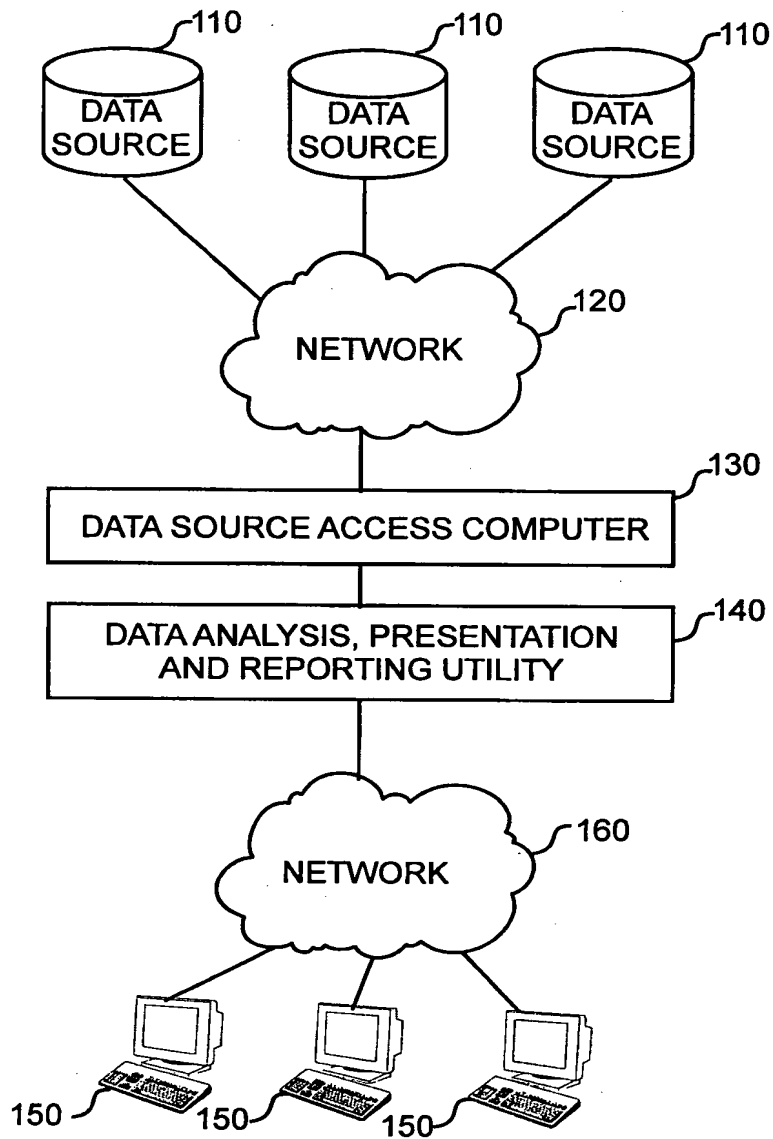 110
110
110
DATA
SOURCE
DATA
SOURCE
DATA
SOURCE
120
NETWORK
130
DATA SOURCE ACCESS COMPUTER
140
DATA ANALYSIS, PRESENTATION
AND REPORTING UTILITY
160
NETWORK
150
150
150